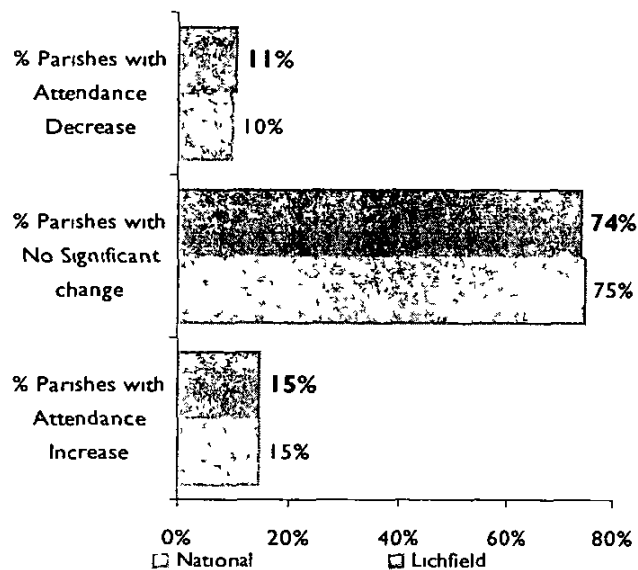 % Parishes with
Attendance
Decrease
11%
10%
% Parishes with
No Significant
change
74%
75%
% Parishes with
Attendance
Increase
15%
15%
0% 20% 40% 60% 80%
National Lichfield